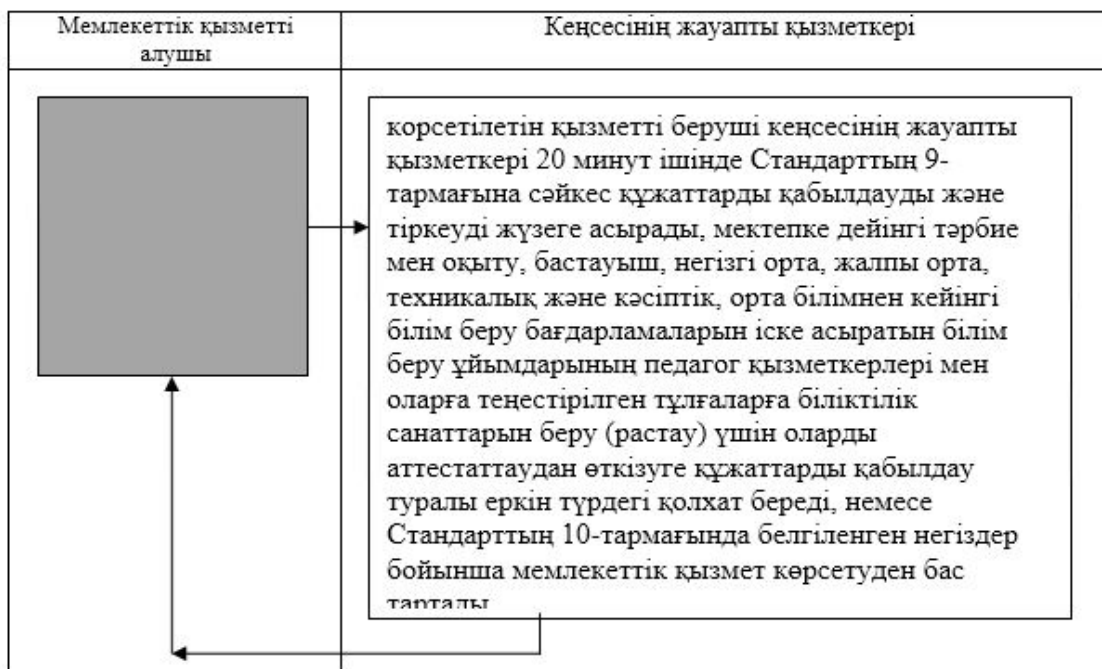 Мемлекеттік қызметті
алушы
Кеңсесінің жауапты қызметкері
көрсетілетін қызметті беруші кеңсесінің жауапты
қызметкері 20 минут ішінде Стандарттың 9-
тармағына сәйкес құжаттарды қабылдауды және
тіркеуді жүзеге асырады, мектепке дейінгі тәрбие
мен оқыту, бастауыш, негізгі орта, жалпы орта,
техникалық және кәсіптік, орта білімнен кейінгі
білім беру бағдарламаларын іске асыратын білім
беру ұйымдарының педагог қызметкерлері мен
оларға теңестірілген тұлғаларға біліктілік
санаттарын беру (растау) үшін оларды
аттестаттаудан өткізуге құжаттарды қабылдау
туралы еркін түрдегі қолхат береді, немесе
Стандарттың 10-тармағында белгіленген негіздер
бойынша мемлекеттік қызмет көрсетуден бас
тартады